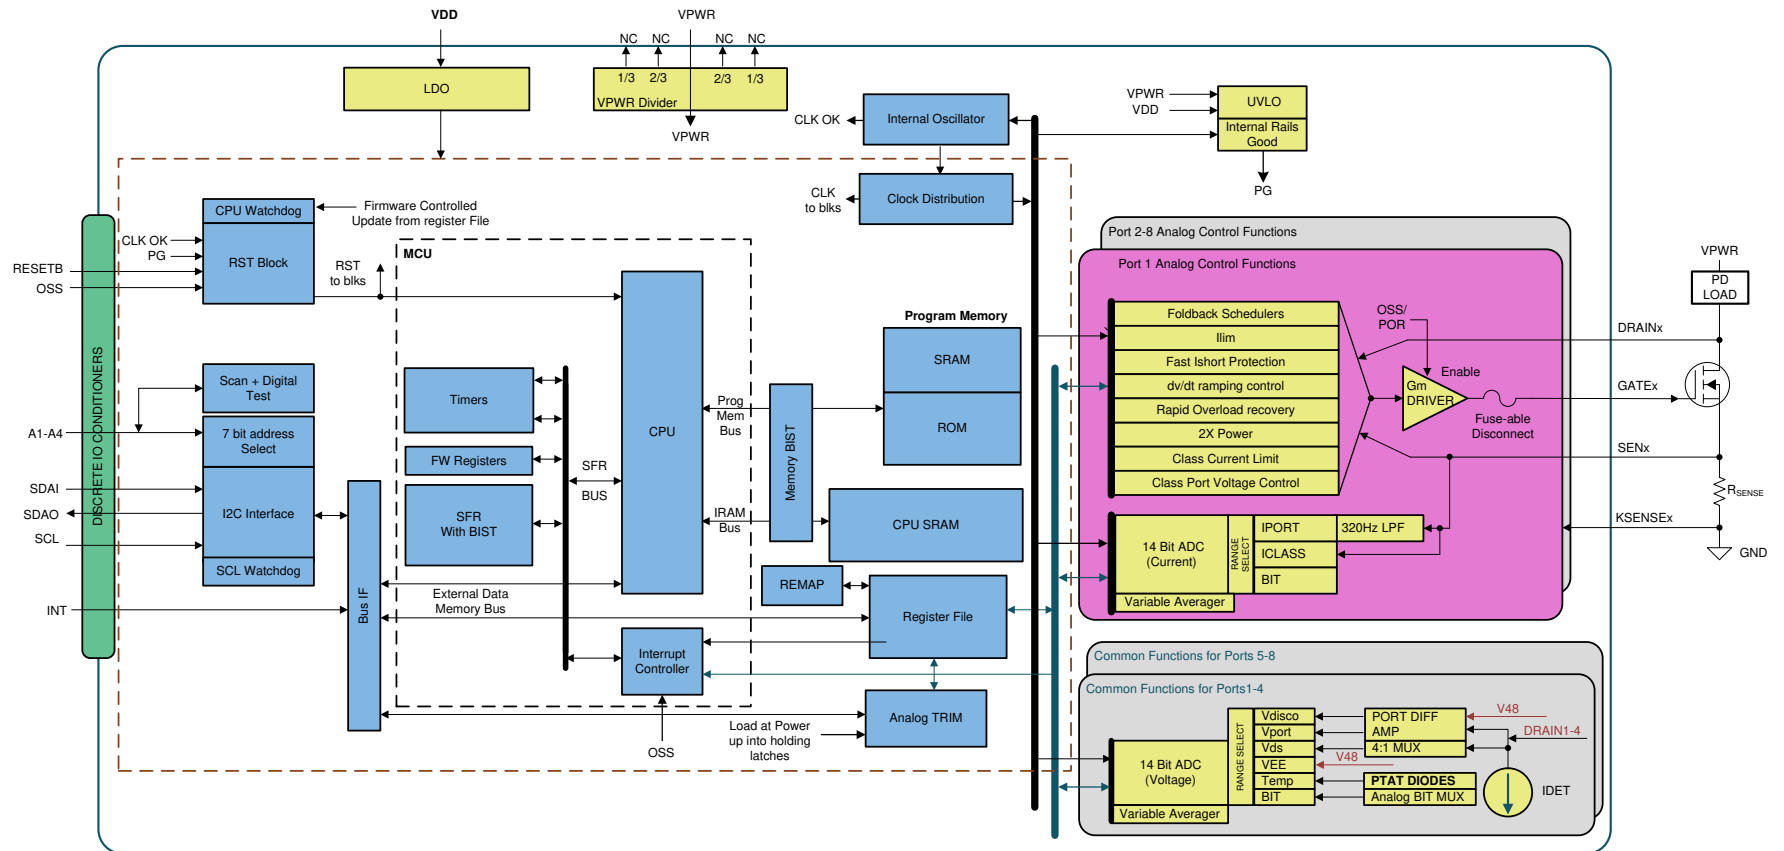 VDD
VPWR
NC
NC
NC
NC
1/3
2/3
2/3
1/3
LDO
VPWR Divider
VPWR
CLK OK
Internal Oscillator
VPWR
VDD
UVLO
Internal Rails
Good
PG
CLK
to blks
Clock Distribution
CPU Watchdog
Firmware Controlled
Update from register File
CLK OK
PG
RESETB
OSS
RST Block
RST
to blks
MCU
DISCRETE IO CONDITIONERS
Scan + Digital
Test
A1-A4
7 bit address
Select
SDAI
SDAO
SCL
I2C Interface
SCL Watchdog
INT
Bus IF
Timers
FW Registers
SFR
With BIST
SFR
BUS
CPU
Prog
Mem
Bus
IRAM
Bus
Memory BIST
Program Memory
SRAM
ROM
CPU SRAM
REMAP
Register File
External Data
Memory Bus
Interrupt
Controller
OSS
Load at Power
up into holding
latches
Analog TRIM
Port 2-8 Analog Control Functions
Port 1 Analog Control Functions
Foldback Schedulers
Ilim
Fast Ishort Protection
dv/dt ramping control
Rapid Overload recovery
2X Power
Class Current Limit
Class Port Voltage Control
OSS/
POR
Enable
Gm
DRIVER
Fuse-able
Disconnect
14 Bit ADC
(Current)
RANGE
SELECT
IPORT
320Hz LPF
ICLASS
BIT
Variable Averager
VPWR
PD
LOAD
DRAINx
GATEx
SENx
RSENSE
KSENSEx
GND
Common Functions for Ports 5-8
Common Functions for Ports1-4
14 Bit ADC
(Voltage)
Variable Averager
RANGE SELECT
Vdisco
Vport
Vds
VEE
Temp
BIT
PORT DIFF
AMP
4:1 MUX
V48
DRAIN1-4
V48
PTAT DIODES
Analog BIT MUX
IDET